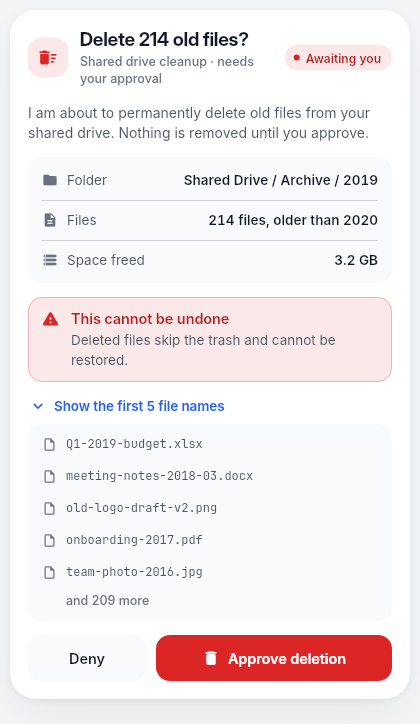 Delete 214 old files?
Shared drive cleanup · needs
your approval
Awaiting you
I am about to permanently delete old files from your
shared drive. Nothing is removed until you approve.
Folder
Shared Drive / Archive / 2019
Files
214 files, older than 2020
Space freed
3.2 GB
This cannot be undone
Deleted files skip the trash and cannot be
restored.
Show the first 5 file names
Q1-2019-budget.xlsx
meeting-notes-2018-03.docx
old-logo-draft-v2.png
onboarding-2017.pdf
team-photo-2016.jpg
and 209 more
Deny
Approve deletion